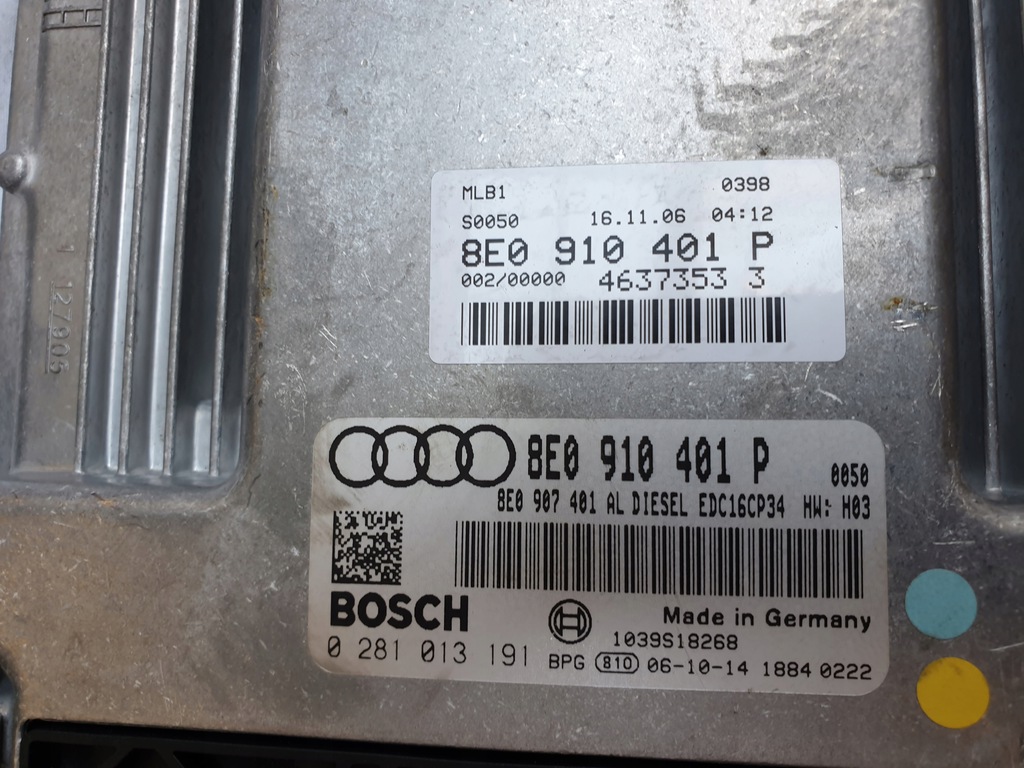 1 127906
MLB1 0398
S0050 16.11.06 04:12
8E0 910 401 P
002/00000 4637353 3
8E0 910 401 P 0050
8E0 907 401 AL DIESEL EDC16CP34 HW: H03
BOSCH
Made in Germany
1039S18268
0 281 013 191 BPG 810 06-10-14 1884 0222